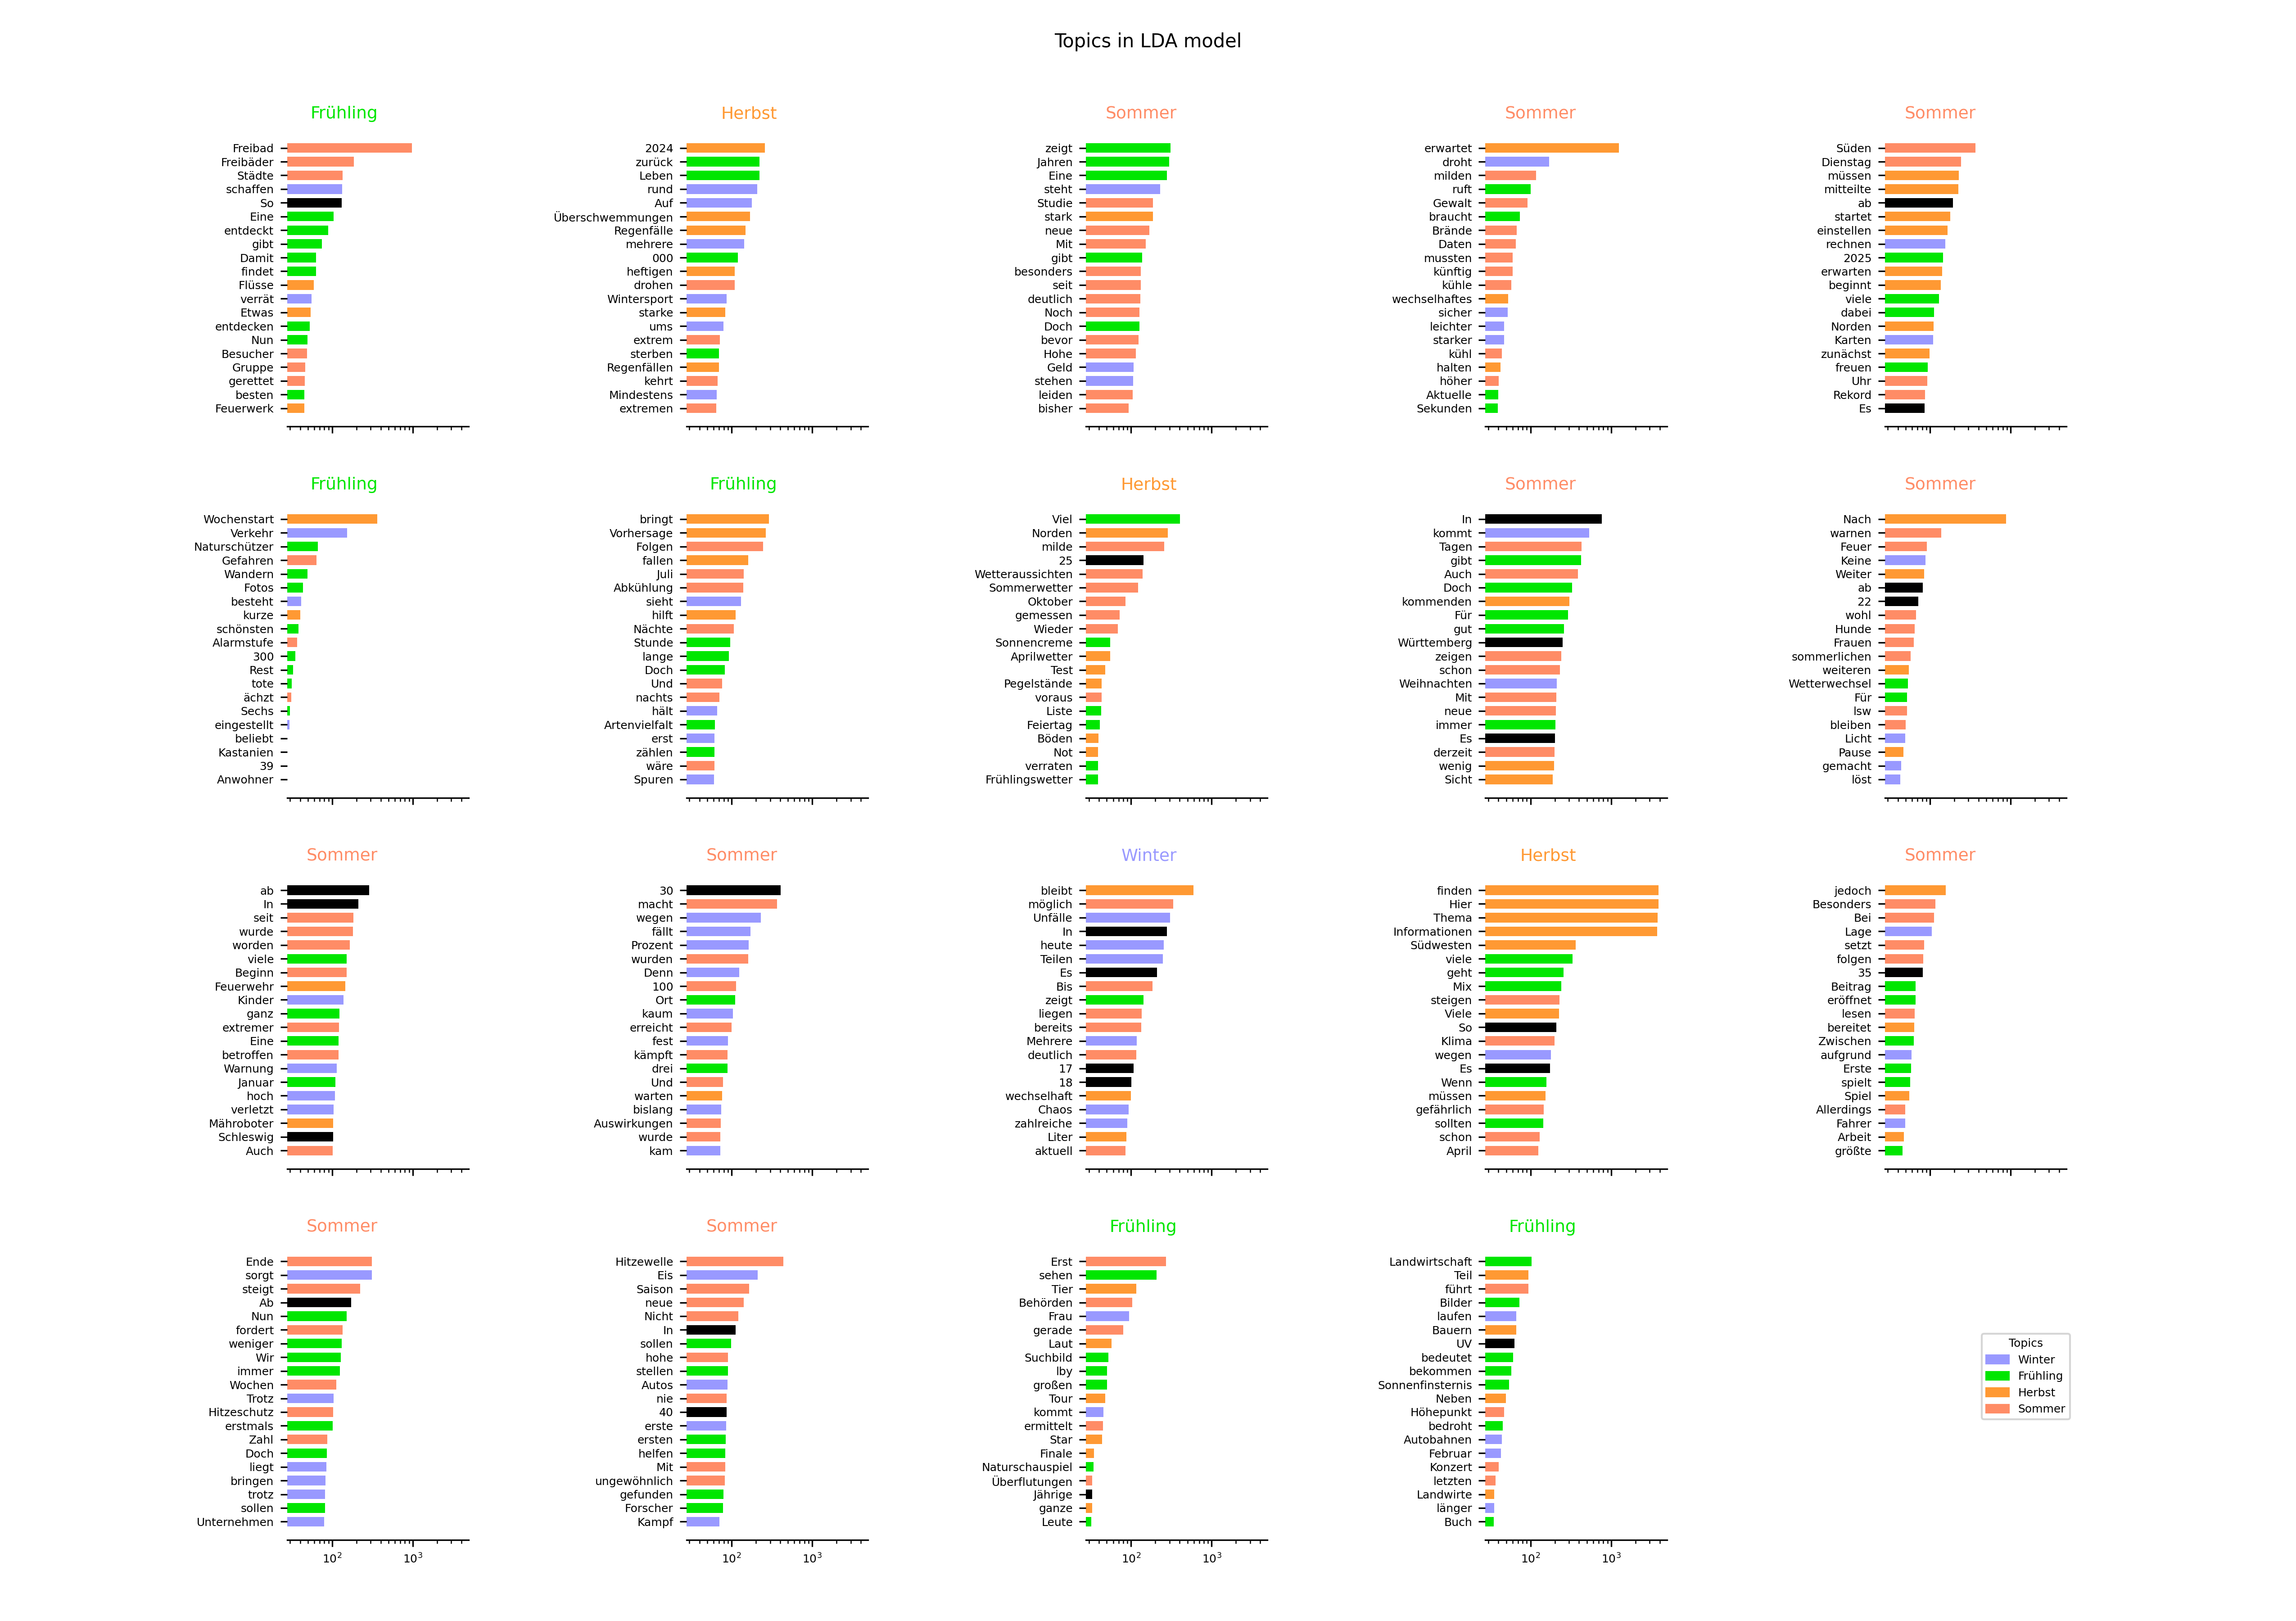 Topics in LDA model
Frühling
Freibad
Freibäder
Städte
schaffen
So
Eine
entdeckt
gibt
Damit
findet
Flüsse
verrät
Etwas
entdecken
Nun
Besucher
Gruppe
gerettet
besten
Feuerwerk
Herbst
2024
zurück
Leben
rund
Auf
Überschwemmungen
Regenfälle
mehrere
000
heftigen
drohen
Wintersport
starke
ums
extrem
sterben
Regenfällen
kehrt
Mindestens
extremen
Sommer
zeigt
Jahren
Eine
steht
Studie
stark
neue
Mit
gibt
besonders
seit
deutlich
Noch
Doch
bevor
Hohe
Geld
stehen
leiden
bisher
Sommer
erwartet
droht
milden
ruft
Gewalt
braucht
Brände
Daten
mussten
künftig
kühle
wechselhaftes
sicher
leichter
starker
kühl
halten
höher
Aktuelle
Sekunden
Sommer
Süden
Dienstag
müssen
mitteilte
ab
startet
einstellen
rechnen
2025
erwarten
beginnt
viele
dabei
Norden
Karten
zunächst
freuen
Uhr
Rekord
Es
Frühling
Wochenstart
Verkehr
Naturschützer
Gefahren
Wandern
Fotos
besteht
kurze
schönsten
Alarmstufe
300
Rest
tote
ächzt
Sechs
eingestellt
beliebt
Kastanien
39
Anwohner
Frühling
bringt
Vorhersage
Folgen
fallen
Juli
Abkühlung
sieht
hilft
Nächte
Stunde
lange
Doch
Und
nachts
hält
Artenvielfalt
erst
zählen
wäre
Spuren
Herbst
Viel
Norden
milde
25
Wetteraussichten
Sommerwetter
Oktober
gemessen
Wieder
Sonnencreme
Aprilwetter
Test
Pegelstände
voraus
Liste
Feiertag
Böden
Not
verraten
Frühlingswetter
Sommer
In
kommt
Tagen
gibt
Auch
Doch
kommenden
Für
gut
Württemberg
zeigen
schon
Weihnachten
Mit
neue
immer
Es
derzeit
wenig
Sicht
Sommer
Nach
warnen
Feuer
Keine
Weiter
ab
22
wohl
Hunde
Frauen
sommerlichen
weiteren
Wetterwechsel
Für
lsw
bleiben
Licht
Pause
gemacht
löst
Sommer
ab
In
seit
wurde
worden
viele
Beginn
Feuerwehr
Kinder
ganz
extremer
Eine
betroffen
Warnung
Januar
hoch
verletzt
Mähroboter
Schleswig
Auch
Sommer
30
macht
wegen
fällt
Prozent
wurden
Denn
100
Ort
kaum
erreicht
fest
kämpft
drei
Und
warten
bislang
Auswirkungen
wurde
kam
Winter
bleibt
möglich
Unfälle
In
heute
Teilen
Es
Bis
zeigt
liegen
bereits
Mehrere
deutlich
17
18
wechselhaft
Chaos
zahlreiche
Liter
aktuell
Herbst
finden
Hier
Thema
Informationen
Südwesten
viele
geht
Mix
steigen
Viele
So
Klima
wegen
Es
Wenn
müssen
gefährlich
sollten
schon
April
Sommer
jedoch
Besonders
Bei
Lage
setzt
folgen
35
Beitrag
eröffnet
lesen
bereitet
Zwischen
aufgrund
Erste
spielt
Spiel
Allerdings
Fahrer
Arbeit
größte
Sommer
Ende
sorgt
steigt
Ab
Nun
fordert
weniger
Wir
immer
Wochen
Trotz
Hitzeschutz
erstmals
Zahl
Doch
liegt
bringen
trotz
sollen
Unternehmen
10² 10³
Sommer
Hitzewelle
Eis
Saison
neue
Nicht
In
sollen
hohe
stellen
Autos
nie
40
erste
ersten
helfen
Mit
ungewöhnlich
gefunden
Forscher
Kampf
10² 10³
Frühling
Erst
sehen
Tier
Behörden
Frau
gerade
Laut
Suchbild
lby
großen
Tour
kommt
ermittelt
Star
Finale
Naturschauspiel
Überflutungen
Jährige
ganze
Leute
10² 10³
Frühling
Landwirtschaft
Teil
führt
Bilder
laufen
Bauern
UV
bedeutet
bekommen
Sonnenfinsternis
Neben
Höhepunkt
bedroht
Autobahnen
Februar
Konzert
letzten
Landwirte
länger
Buch
10² 10³
Topics
Winter
Frühling
Herbst
Sommer